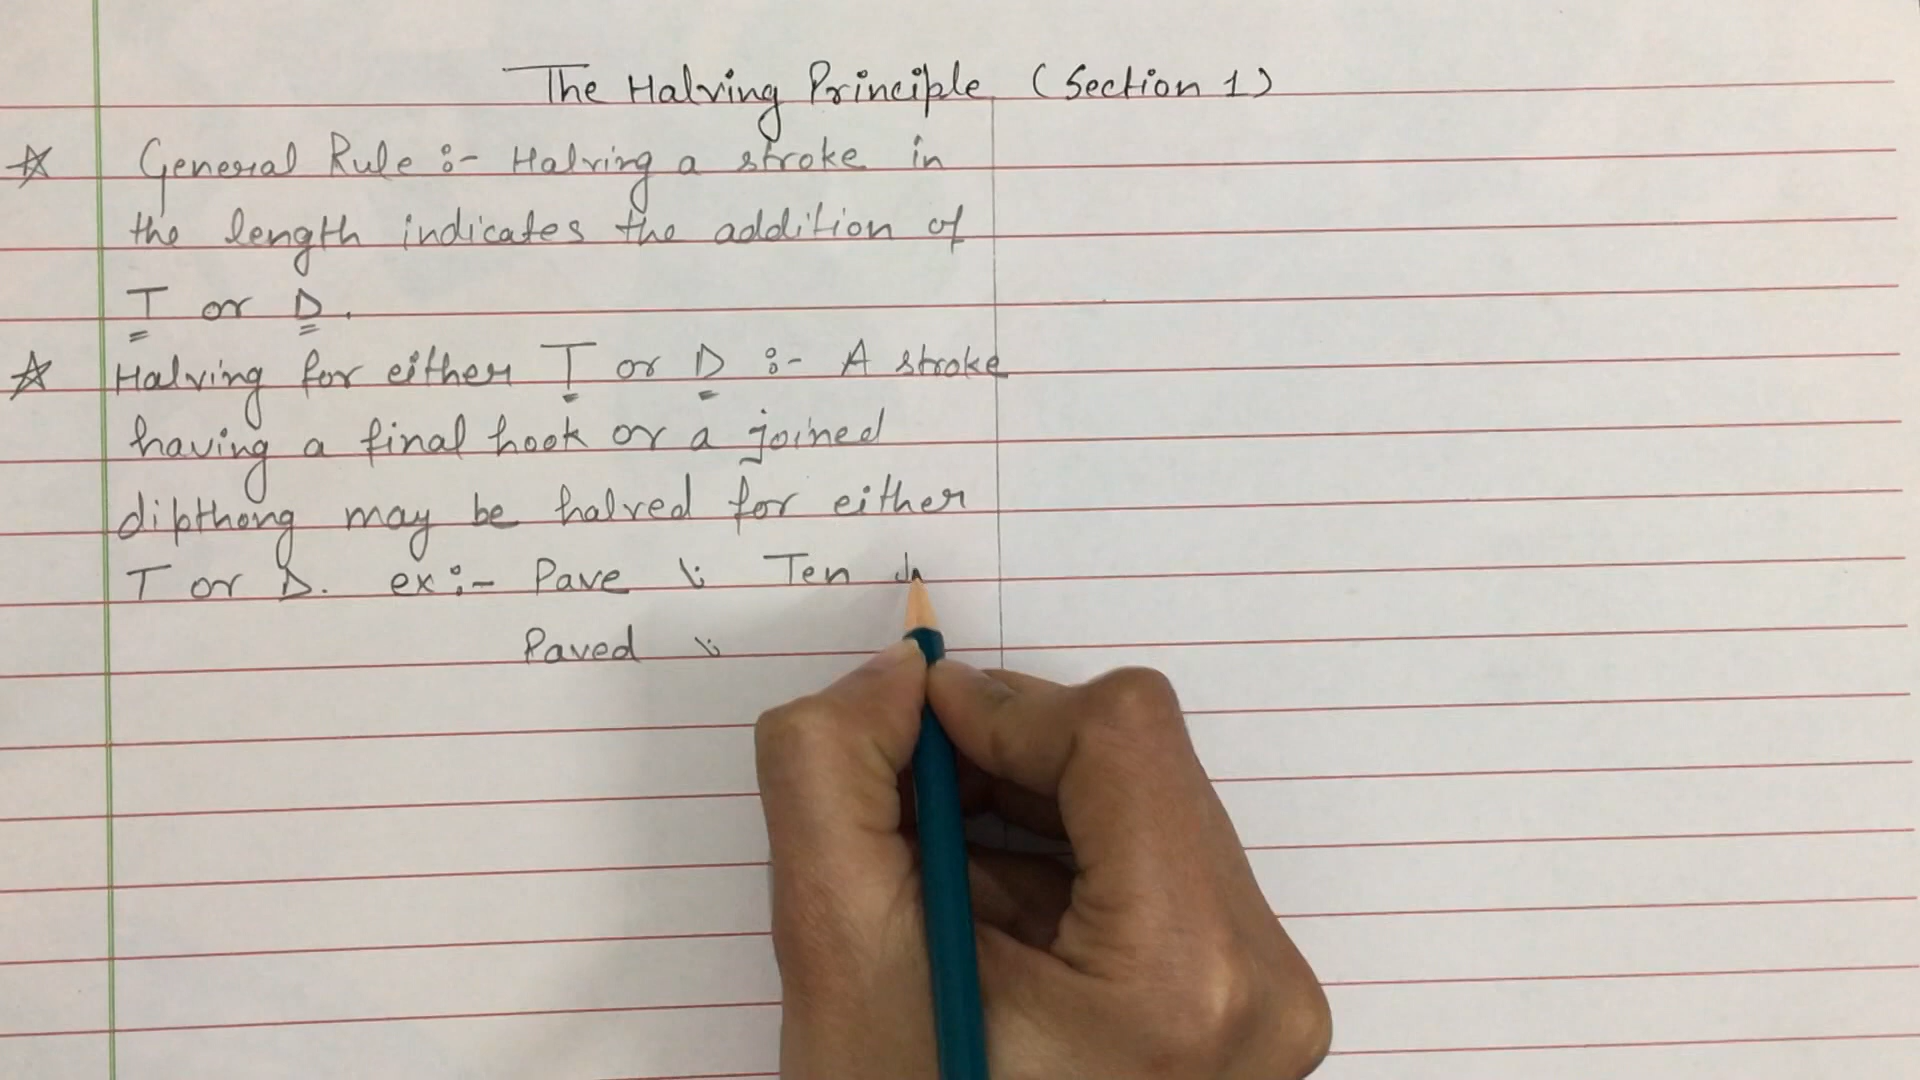 The Halving Principle (Section 1)
General Rule :- Halving a stroke in
the length indicates the addition of
T or D.
Halving for either T or D :- A stroke
having a final hook or a joined
dipthong may be halved for either
T or D. ex :- Pave Ten
Paved